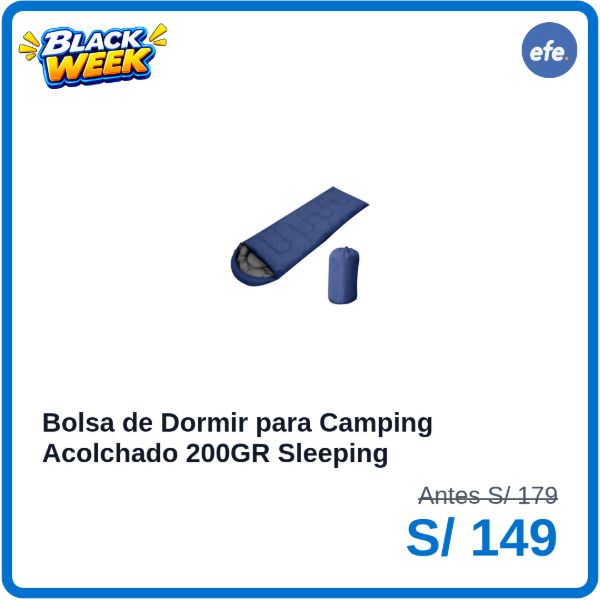 BLACK
WEEK
efe.
Bolsa de Dormir para Camping
Acolchado 200GR Sleeping
Antes S/ 179
S/ 149